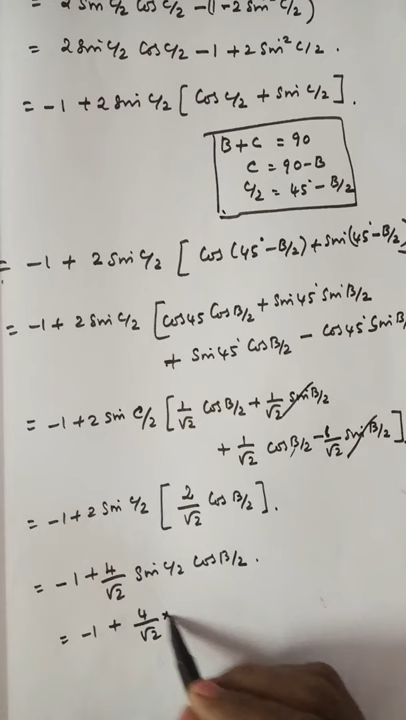 = 2 sin C/2 cos C/2 - (1 - 2 sin² C/2)
= 2 sin C/2 cos C/2 - 1 + 2 sin² C/2 .
= -1 + 2 sin C/2 [ cos C/2 + sin C/2 ] .
B + C = 90
C = 90 - B
C/2 = 45° - B/2
= -1 + 2 sin C/2 [ cos (45° - B/2) + sin (45° - B/2)
= -1 + 2 sin C/2 [ cos45 cos B/2 + sin 45° sin B/2
+ sin 45° cos B/2 - cos 45° sin B/
= -1 + 2 sin C/2 [ 1/√2 cos B/2 + 1/√2 sin B/2
+ 1/√2 cos B/2 - 1/√2 sin B/2 ]
= -1 + 2 sin C/2 [ 2/√2 cos B/2 ] .
= -1 + 4/√2 sin C/2 cos B/2 .
= -1 + 4/√2 ×